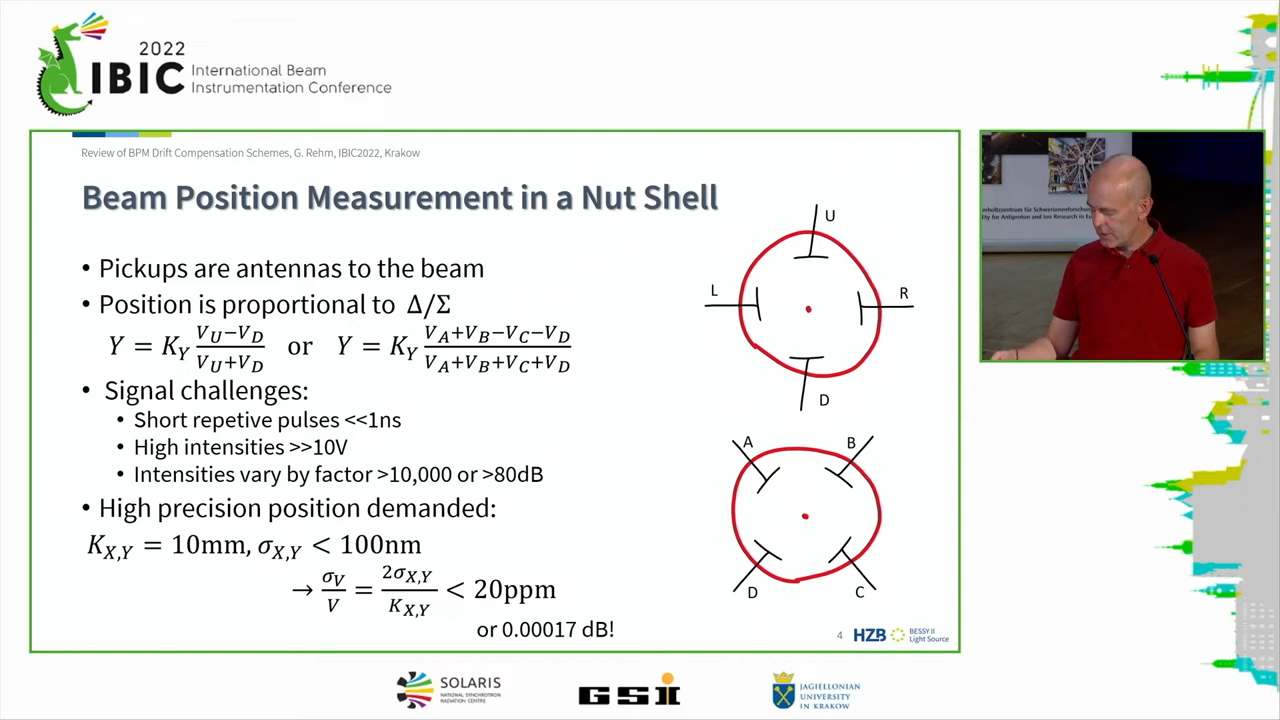 2022
IBIC
International Beam
Instrumentation Conference
Review of BPM Drift Compensation Schemes, G. Rehm, IBIC2022, Krakow
Beam Position Measurement in a Nut Shell
• Pickups are antennas to the beam
• Position is proportional to Δ/Σ
Y = K_Y (V_U−V_D)/(V_U+V_D) or Y = K_Y (V_A+V_B−V_C−V_D)/(V_A+V_B+V_C+V_D)
• Signal challenges:
• Short repetive pulses <<1ns
• High intensities >>10V
• Intensities vary by factor >10,000 or >80dB
• High precision position demanded:
K_X,Y = 10mm, σ_X,Y < 100nm
→ σ_V/V = 2σ_X,Y/K_X,Y < 20ppm
or 0.00017 dB!
U
L
R
D
A
B
D
C
4
HZB
BESSY II
Light Source
SOLARIS
NATIONAL SYNCHROTRON
RADIATION CENTRE
GSI
JAGIELLONIAN
UNIVERSITY
IN KRAKOW